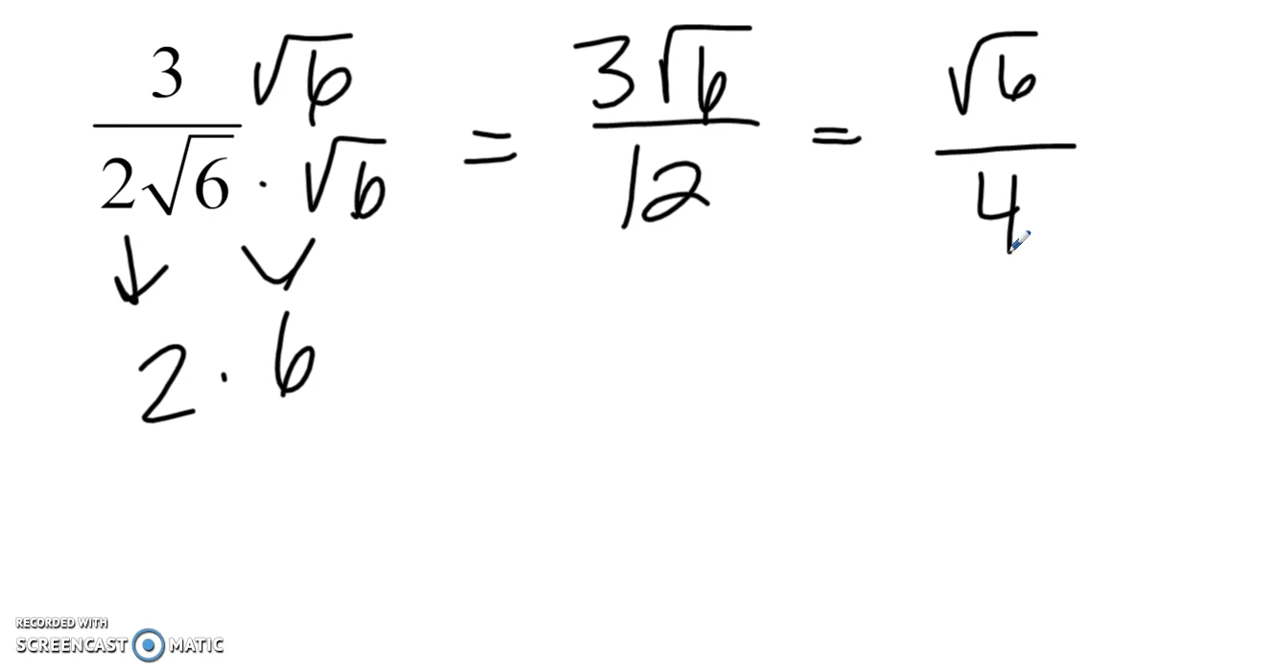 3 √6 = 3√6 = √6
2√6 · √6 12 4
2 · 6
RECORDED WITH
SCREENCAST MATIC